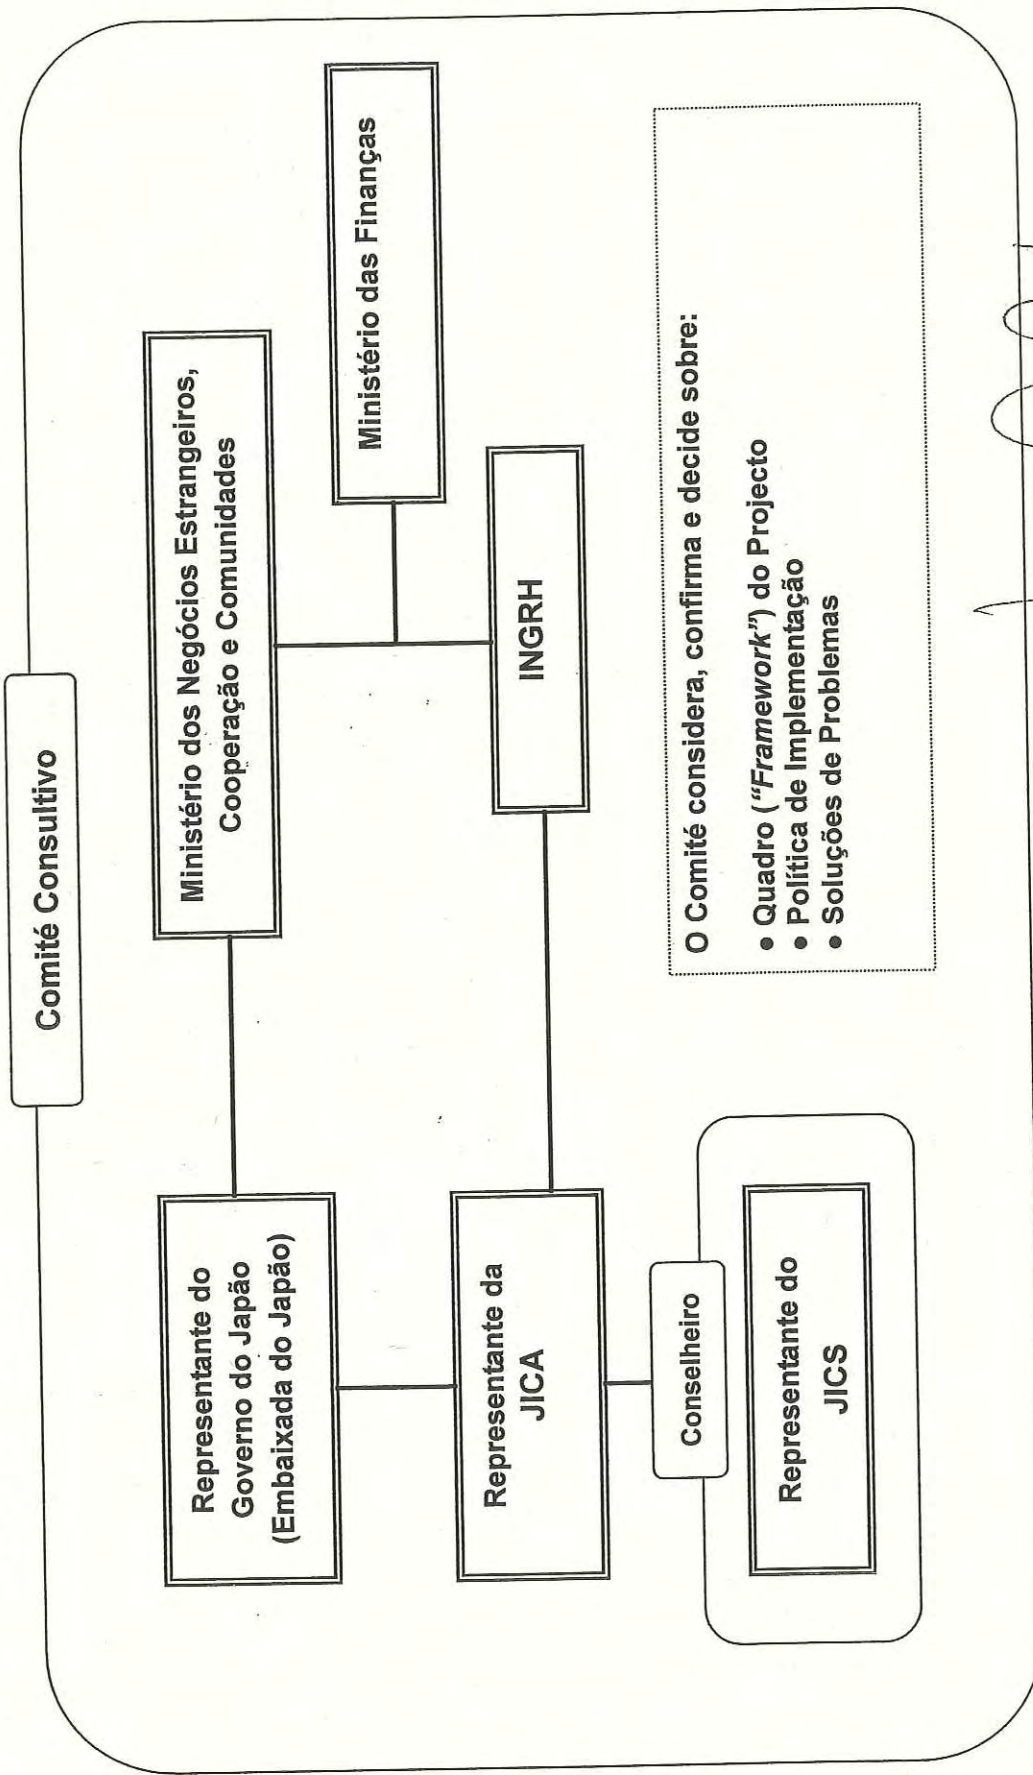 Comité Consultivo
Representante do
Governo do Japão
(Embaixada do Japão)
Ministério dos Negócios Estrangeiros,
Cooperação e Comunidades
Ministério das Finanças
Representante da
JICA
INGRH
Conselheiro
Representante do
JICS
O Comité considera, confirma e decide sobre:
• Quadro ("Framework") do Projecto
• Política de Implementação
• Soluções de Problemas